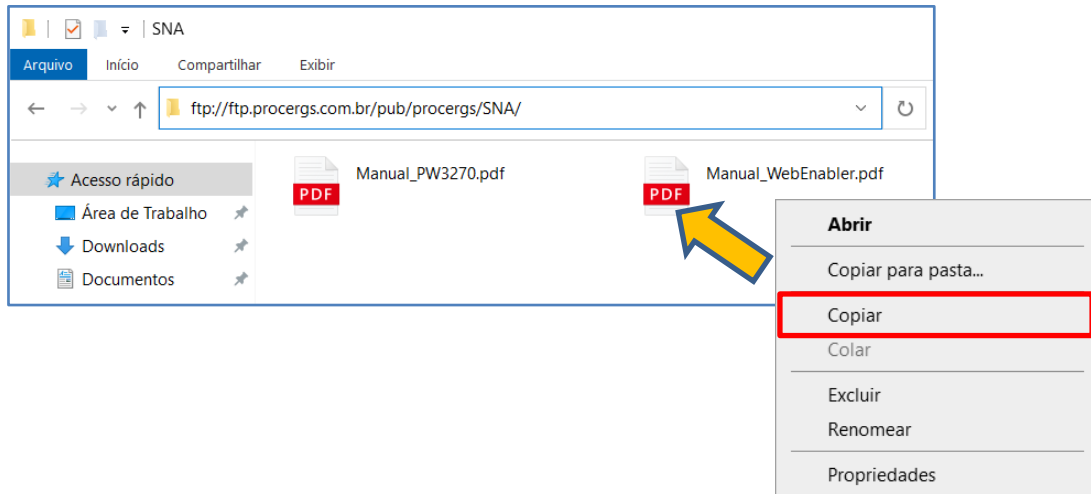 SNA
Arquivo Início Compartilhar Exibir
ftp://ftp.procergs.com.br/pub/procergs/SNA/
Acesso rápido
Área de Trabalho
Downloads
Documentos
PDF Manual_PW3270.pdf
PDF Manual_WebEnabler.pdf
Abrir
Copiar para pasta...
Copiar
Colar
Excluir
Renomear
Propriedades